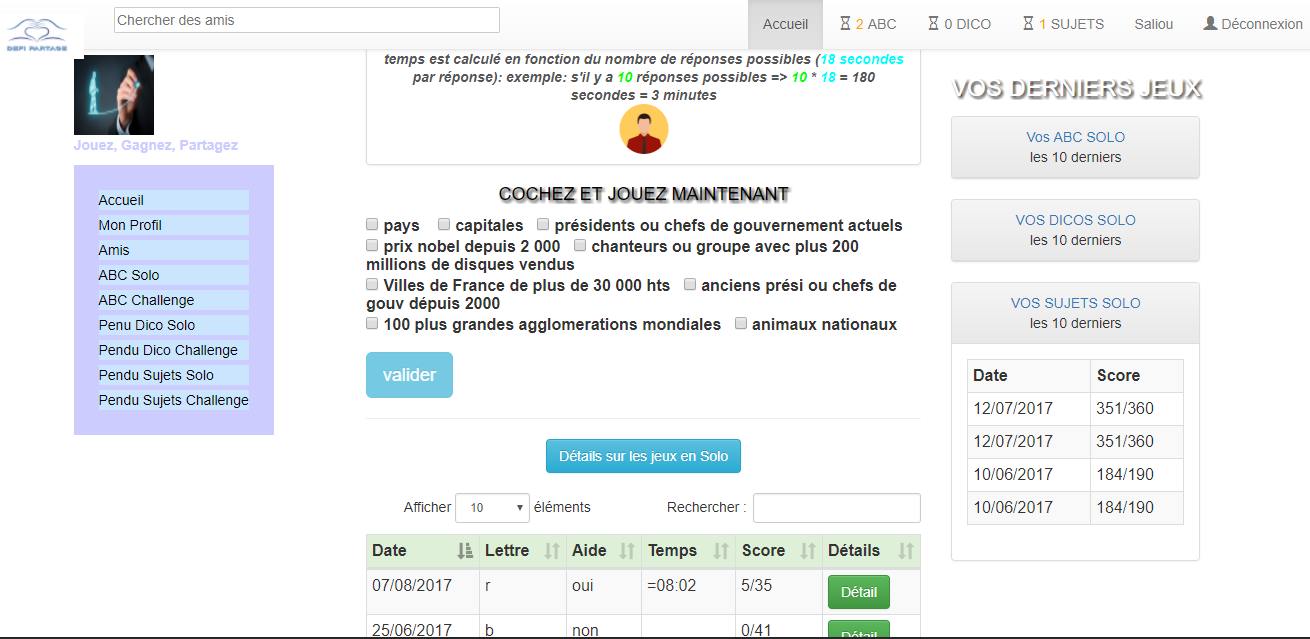 Chercher des amis
Accueil
2 ABC
0 DICO
1 SUJETS
Saliou
Déconnexion
DEFI PARTAGE
Jouez, Gagnez, Partagez
Accueil
Mon Profil
Amis
ABC Solo
ABC Challenge
Penu Dico Solo
Pendu Dico Challenge
Pendu Sujets Solo
Pendu Sujets Challenge
temps est calculé en fonction du nombre de réponses possibles (18 secondes
par réponse): exemple: s'il y a 10 réponses possibles => 10 * 18 = 180
secondes = 3 minutes
COCHEZ ET JOUEZ MAINTENANT
pays capitales présidents ou chefs de gouvernement actuels
prix nobel depuis 2 000 chanteurs ou groupe avec plus 200
millions de disques vendus
Villes de France de plus de 30 000 hts anciens prési ou chefs de
gouv dépuis 2000
100 plus grandes agglomerations mondiales animaux nationaux
valider
Détails sur les jeux en Solo
Afficher 10 éléments Rechercher :
Date Lettre Aide Temps Score Détails
07/08/2017 r oui =08:02 5/35 Détail
25/06/2017 b non 0/41 Détail
VOS DERNIERS JEUX
Vos ABC SOLO
les 10 derniers
VOS DICOS SOLO
les 10 derniers
VOS SUJETS SOLO
les 10 derniers
Date Score
12/07/2017 351/360
12/07/2017 351/360
10/06/2017 184/190
10/06/2017 184/190